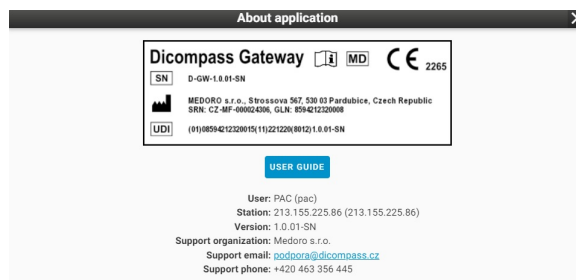 About application
Dicompass Gateway MD CE 2265
SN D-GW-1.0.01-SN
MEDORO s.r.o., Strossova 567, 530 03 Pardubice, Czech Republic
SRN: CZ-MF-000024306, GLN: 8594212320008
UDI (01)08594212320015(11)221220(8012)1.0.01-SN
USER GUIDE
User: PAC (pac)
Station: 213.155.225.86 (213.155.225.86)
Version: 1.0.01-SN
Support organization: Medoro s.r.o.
Support email: podpora@dicompass.cz
Support phone: +420 463 356 445